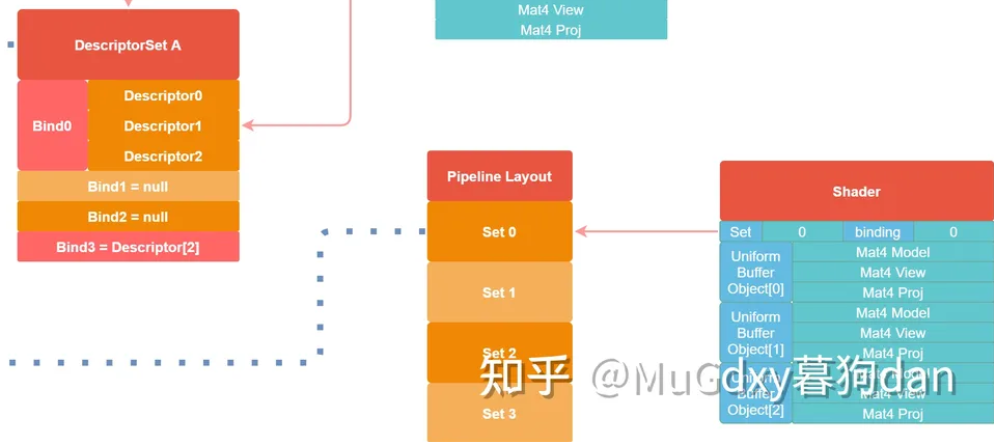 Mat4 View
Mat4 Proj
DescriptorSet A
Bind0
Descriptor0
Descriptor1
Descriptor2
Bind1 = null
Bind2 = null
Bind3 = Descriptor[2]
Pipeline Layout
Set 0
Set 1
Set 2
Set 3
Shader
Set 0 binding 0
Uniform
Buffer
Object[0]
Mat4 Model
Mat4 View
Mat4 Proj
Uniform
Buffer
Object[1]
Mat4 Model
Mat4 View
Mat4 Proj
Uniform
Buffer
Object[2]
Mat4 Model
Mat4 View
Mat4 Proj
知乎 @MuGdxy暮狗dan